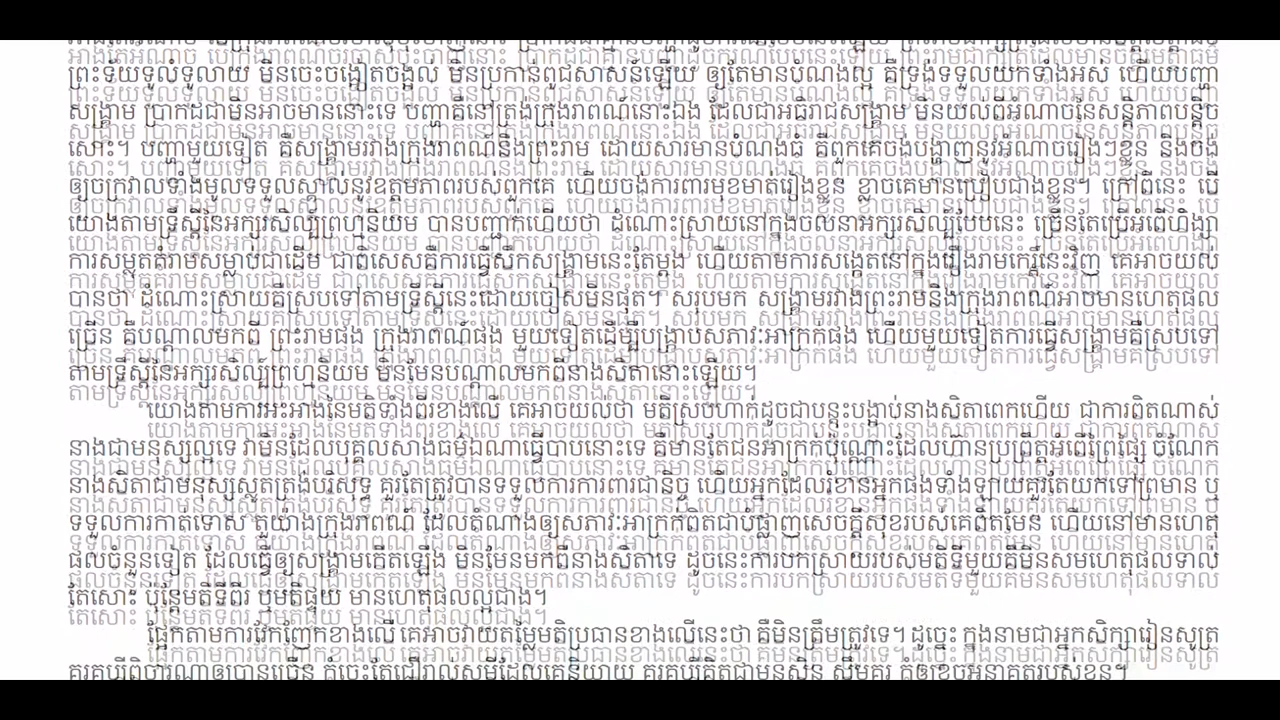 ព្រះទ័យទូលំទូលាយ មិនចេះចង្អៀតចង្អល់ មិនប្រកាន់ពូជសាសន៍ឡើយ ឲ្យតែមានបំណងល្អ គឺទ្រង់ទទួលយកទាំងអស់ ហើយបញ្ហា
សង្គ្រាម ប្រាកដជាមិនអាចមាននោះទេ បញ្ហាគឺនៅត្រង់ក្រុងរាពណ៍នោះឯង ដែលជាអធិរាជសង្គ្រាម មិនយល់ពីអំណាចនៃសន្តិភាពបន្តិច
សោះ។ បញ្ហាមួយទៀត គឺសង្គ្រាមរវាងក្រុងរាពណ៍និងព្រះរាម ដោយសារមានបំណងធំ គឺពួកគេចង់បង្ហាញនូវអំណាចរៀងៗខ្លួន និងចង់
ឲ្យចក្រវាលទាំងមូលទទួលស្គាល់នូវឧត្តមភាពរបស់ពួកគេ ហើយចង់ការពារមុខមាត់រៀងខ្លួន ខ្លាចគេមានប្រៀបជាងខ្លួន។ ក្រៅពីនេះ បើ
យោងតាមទ្រឹស្តីនៃអក្សរសិល្ប៍ព្រហ្មនិយម បានបញ្ជាក់ហើយថា ដំណោះស្រាយនៅក្នុងចលនាអក្សរសិល្ប៍បែបនេះ ច្រើនតែប្រើអំពើហិង្សា
ការសម្លុតគំរាមសម្លាប់ជាដើម ជាពិសេសគឺការធ្វើសឹកសង្គ្រាមនេះតែម្តង ហើយតាមការសង្កេតនៅក្នុងរឿងរាមកេរ្តិ៍នេះវិញ គេអាចយល់
បានថា ដំណោះស្រាយគឺស្របទៅតាមទ្រឹស្តីនេះដោយចៀសមិនផុត។ សរុបមក សង្គ្រាមរវាងព្រះរាមនិងក្រុងរាពណ៍អាចមានហេតុផល
ច្រើន គឺបណ្តាលមកពី ព្រះរាមផង ក្រុងរាពណ៍ផង មួយទៀតដើម្បីបង្ក្រាបសភាវៈអាក្រក់ផង ហើយមួយទៀតការធ្វើសង្គ្រាមគឺស្របទៅ
តាមទ្រឹស្តីនៃអក្សរសិល្ប៍ព្រហ្មនិយម មិនមែនបណ្តាលមកពីនាងសិតានោះឡើយ។
យោងតាមការអះអាងនៃមតិទាំងពីរខាងលើ គេអាចយល់ថា មតិស្របហាក់ដូចជាបន្តុះបង្អាប់នាងសិតាពេកហើយ ជាការពិតណាស់
នាងជាមនុស្សល្អទេ វាមិនដែលបុគ្គលសាងធម៌ងណាធ្វើបាបនោះទេ គឺមានតែជនអាក្រក់ប៉ុណ្ណោះដែលហ៊ានប្រព្រឹត្តអំពើព្រៃផ្សៃ ចំណែក
នាងសិតាជាមនុស្សស្លូតត្រង់បរិសុទ្ធ គួរតែត្រូវបានទទួលការការពារជានិច្ច ហើយអ្នកដែលរំខានអ្នកផងទាំងឡាយគួរតែយកទៅព្រមាន ឬ
ទទួលការកាត់ទោស តួយ៉ាងក្រុងរាពណ៍ ដែលតំណាងឲ្យសភាវៈអាក្រក់ពិតជាបំផ្លាញសេចក្តីសុខរបស់គេពិតមែន ហើយនៅមានហេតុ
ផលចំនួនទៀត ដែលធ្វើឲ្យសង្គ្រាមកើតឡើង មិនមែនមកពីនាងសិតាទេ ដូចនេះការបកស្រាយរបស់មតិទីមួយគឺមិនសមហេតុផលទាល់
តែសោះ ប៉ុន្តែមតិទីពីរ ឬមតិផ្ទុយ មានហេតុផលល្អជាង។
ផ្អែកតាមការវែកញែកខាងលើ គេអាចវាយតម្លៃមតិប្រធានខាងលើនេះថា គឺមិនត្រឹមត្រូវទេ។ ដូច្នេះ ក្នុងនាមជាអ្នកសិក្សារៀនសូត្រ